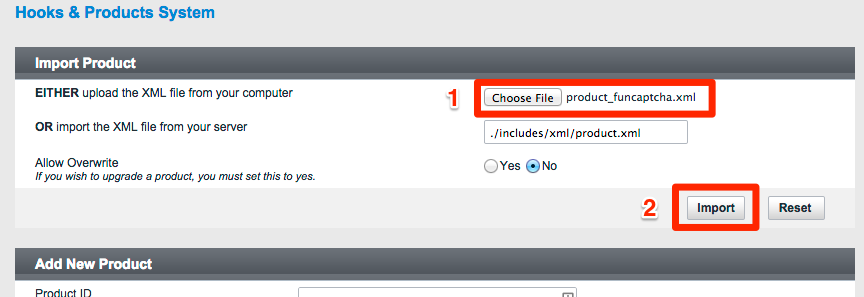 Hooks & Products System
Import Product
EITHER upload the XML file from your computer
1
Choose File product_funcaptcha.xml
OR import the XML file from your server
./includes/xml/product.xml
Allow Overwrite
Yes No
If you wish to upgrade a product, you must set this to yes.
2
Import Reset
Add New Product
Product ID